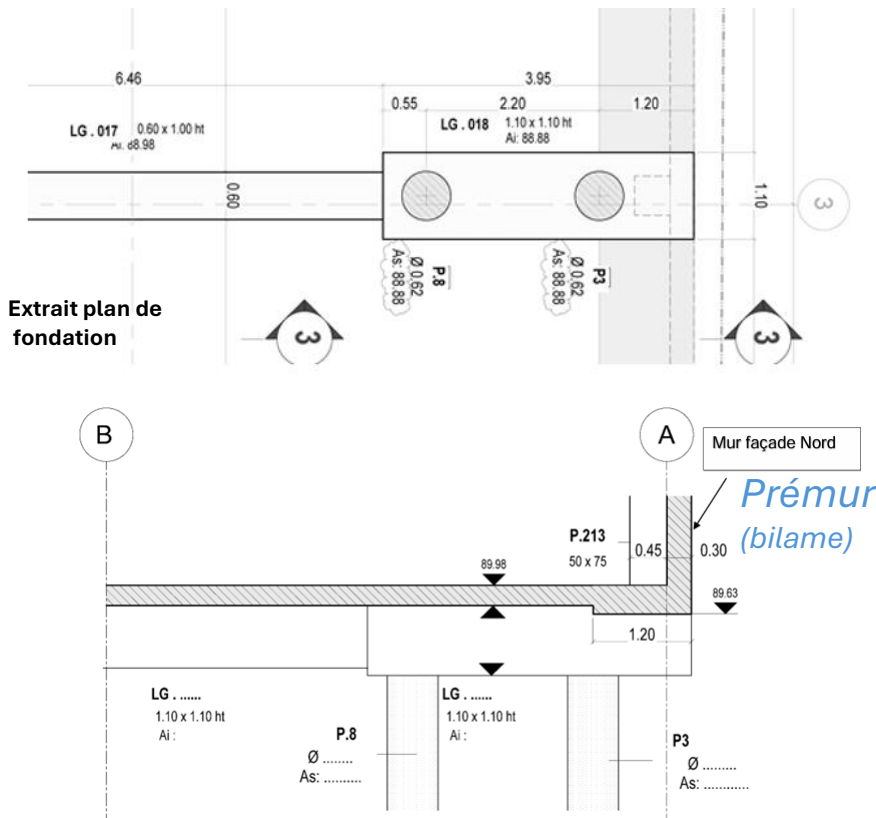 6.46
3.95
0.55
2.20
1.20
LG . 017 0.60 x 1.00 ht
Ai: 88.98
LG . 018 1.10 x 1.10 ht
Ai: 88.88
0.60
1.10
3
P.8
Ø 0.62
As: 88.88
P3
Ø 0.62
As: 88.88
Extrait plan de
fondation
3
3
B
A
Mur façade Nord
Prémur
(bilame)
P.213
50 x 75
0.45
0.30
89.98
89.63
1.20
LG . ......
1.10 x 1.10 ht
Ai :
LG . ......
1.10 x 1.10 ht
Ai :
P.8
Ø ........
As: ..........
P3
Ø .........
As: ............